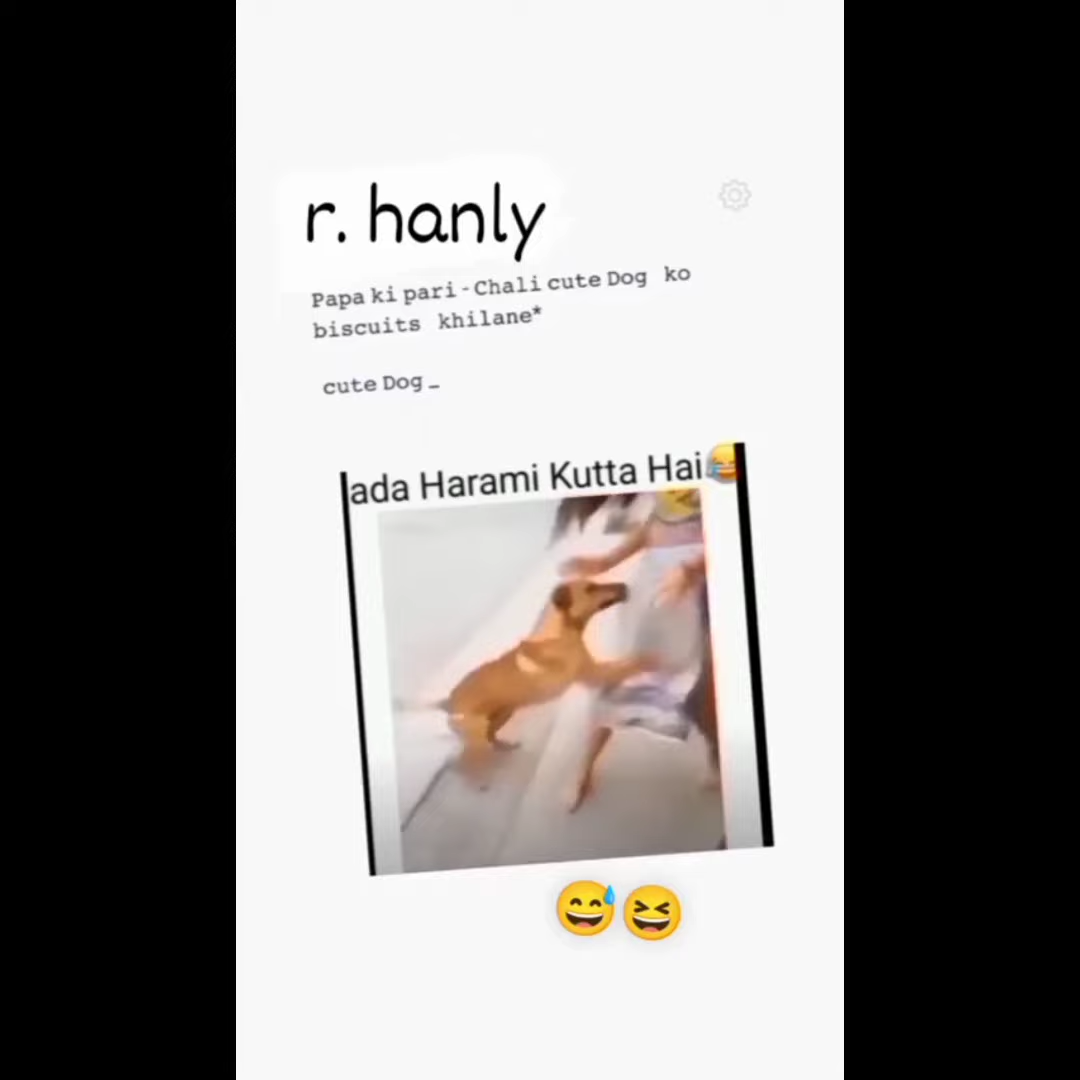 r. hanly
Papa ki pari - Chali cute Dog ko
biscuits khilane*
cute Dog _
ada Harami Kutta Hai😂